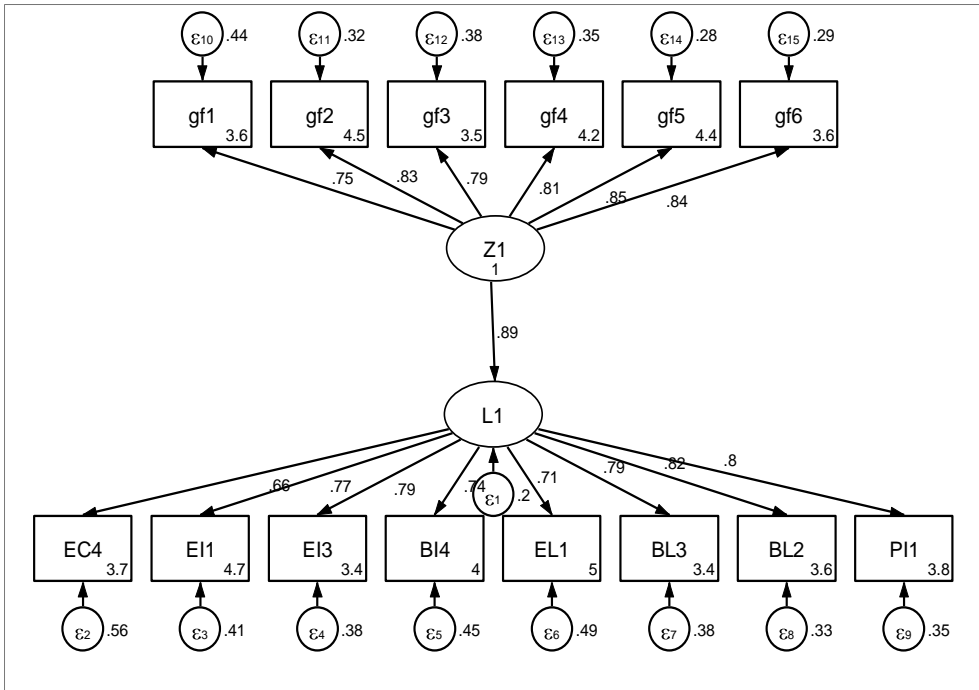 ε10 .44 ε11 .32 ε12 .38 ε13 .35 ε14 .28 ε15 .29
gf1 gf2 gf3 gf4 gf5 gf6
3.6 4.5 3.5 4.2 4.4 3.6
.75 .83 .79 .81 .85 .84
Z1
1
.89
L1
.66 .77 .79 .74 .71 .79 .82 .8
ε1 .2
EC4 EI1 EI3 BI4 EL1 BL3 BL2 PI1
3.7 4.7 3.4 4 5 3.4 3.6 3.8
ε2 .56 ε3 .41 ε4 .38 ε5 .45 ε6 .49 ε7 .38 ε8 .33 ε9 .35